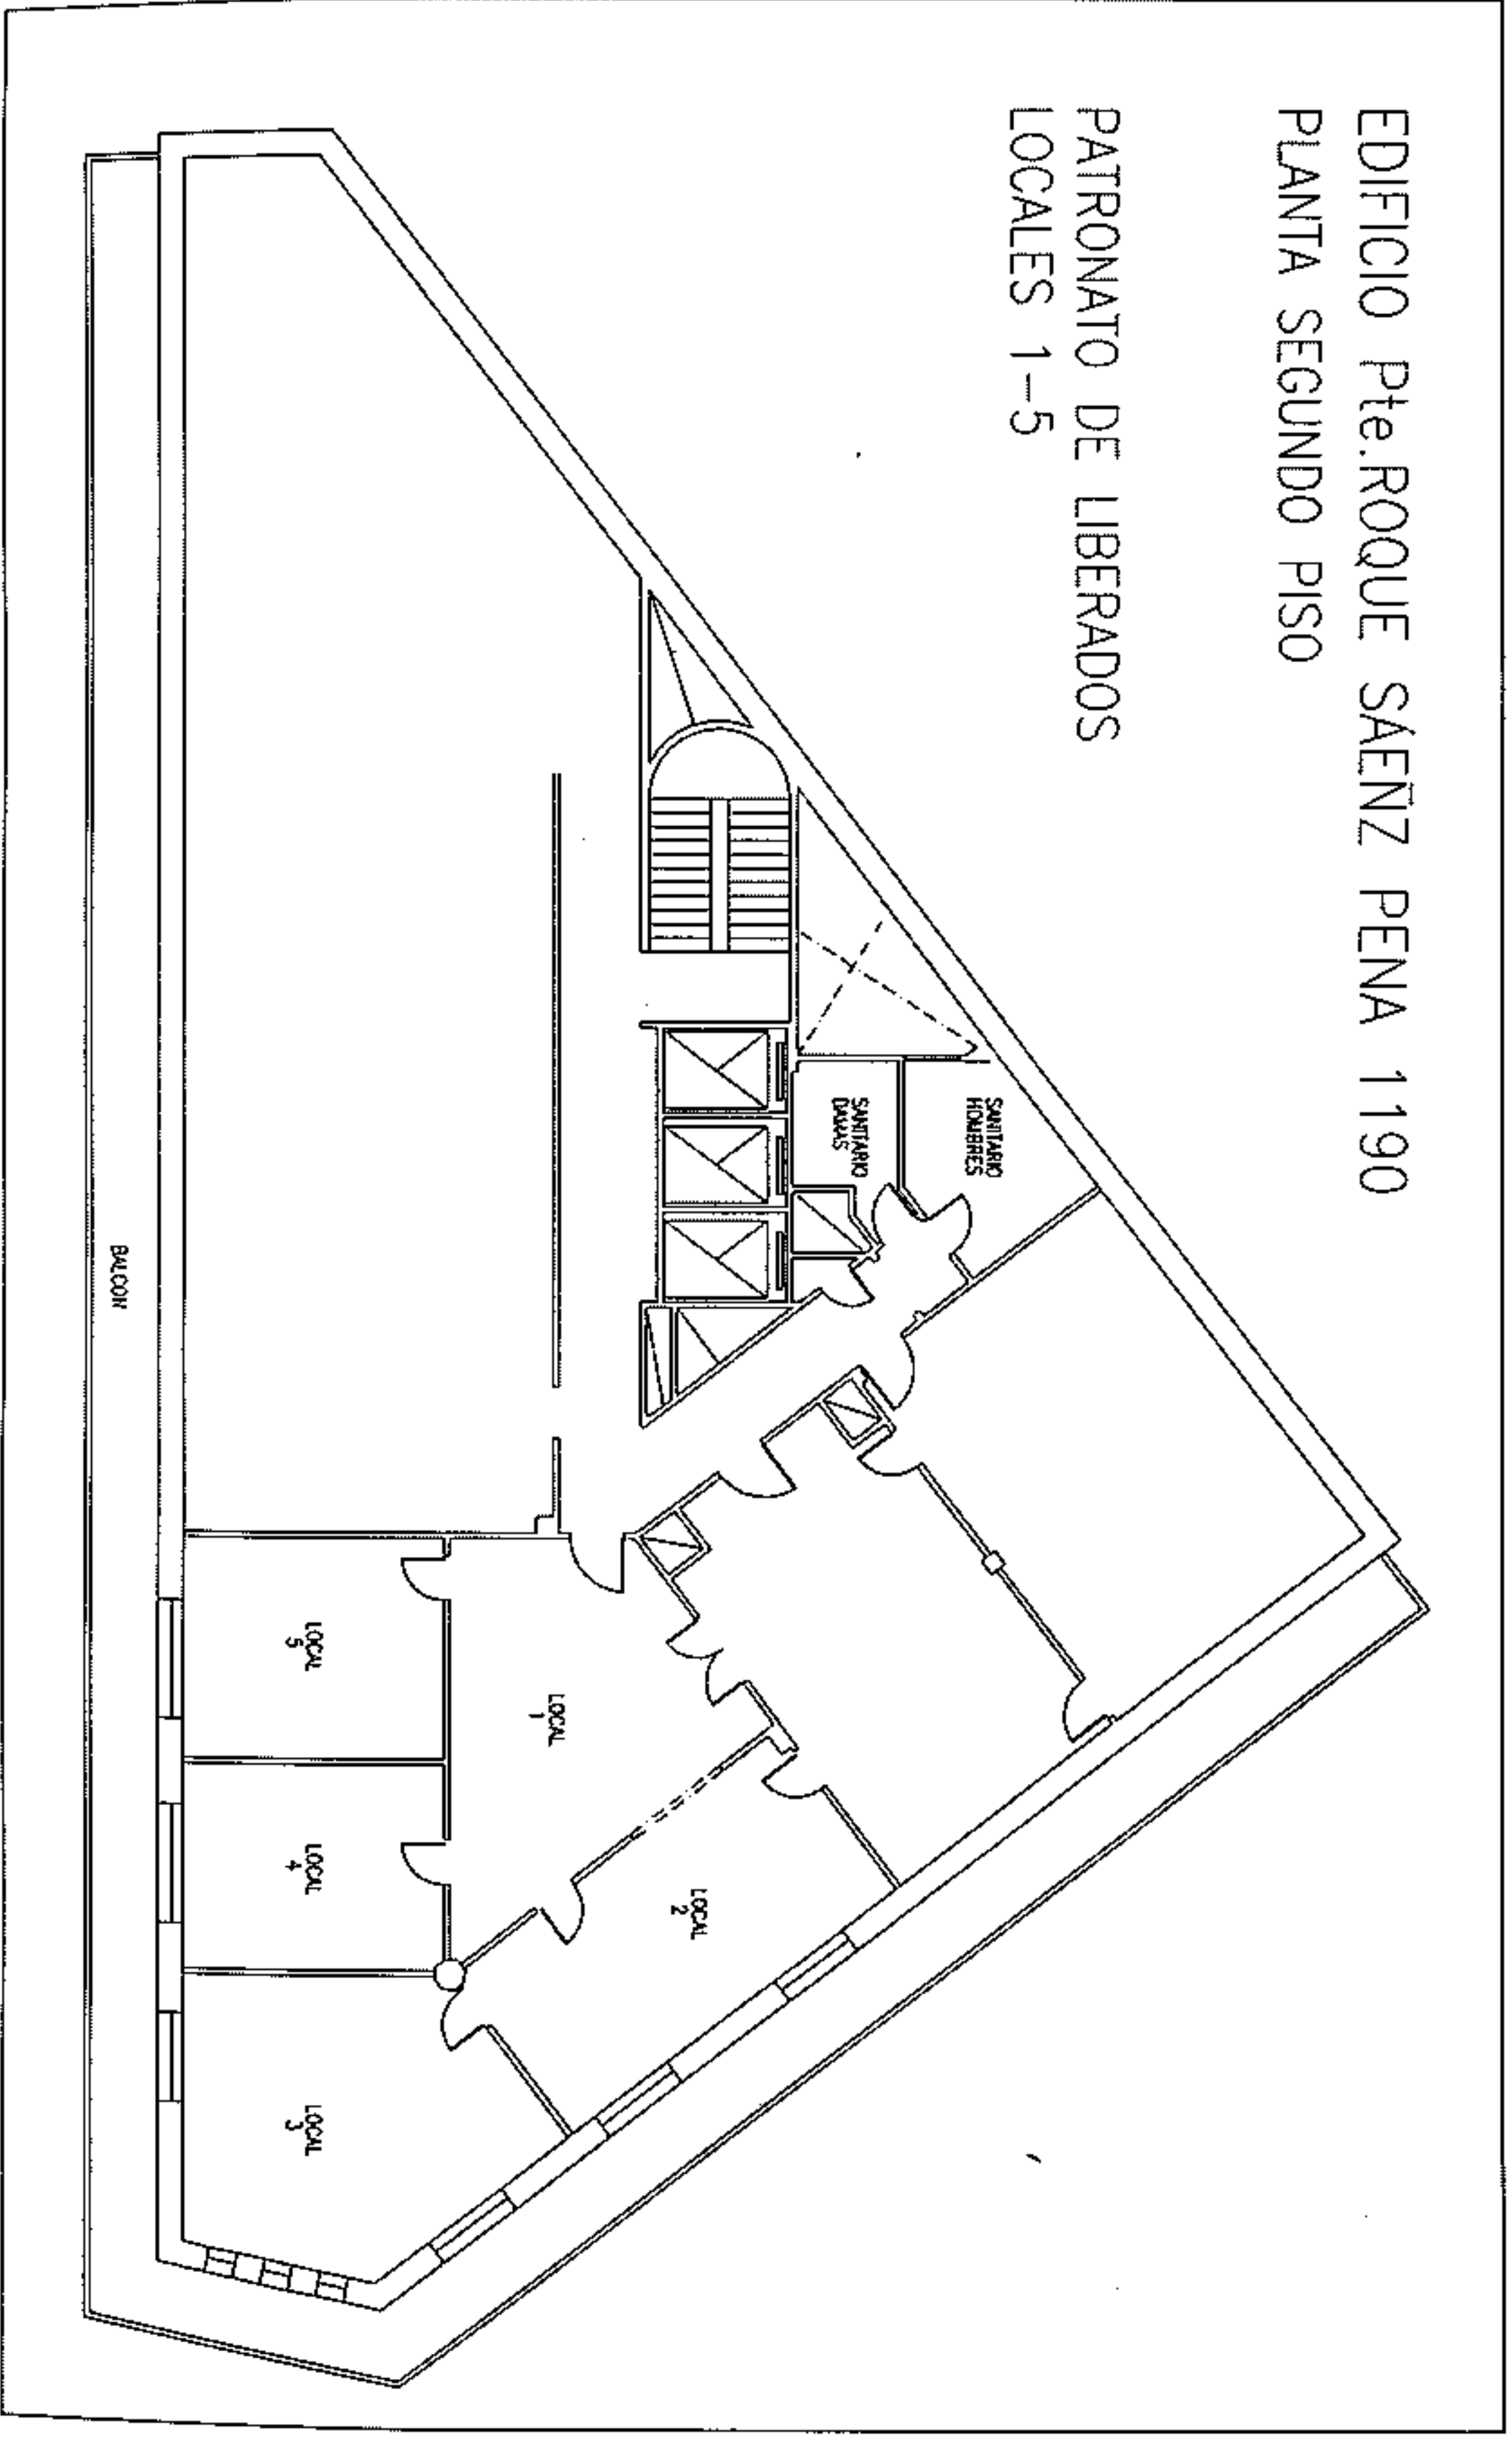 EDIFICIO Pte.ROQUE SÁENZ PENA 1190
PLANTA SEGUNDO PISO
PATRONATO DE LIBERADOS
LOCALES 1-5
SANITARIO
HOMBRES
SANITARIO
DAMAS
BALCON
LOCAL
5
LOCAL
1
LOCAL
4
LOCAL
2
LOCAL
3